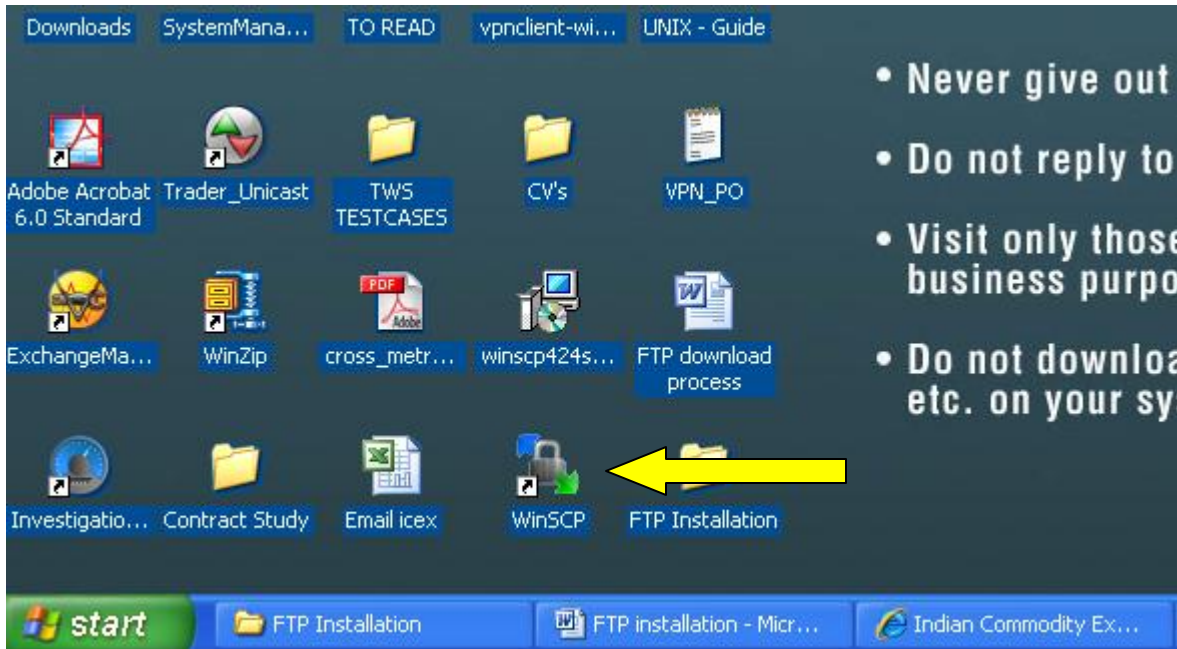 Downloads SystemMana... TO READ vpnclient-wi... UNIX - Guide
• Never give out
• Do not reply to
Adobe Acrobat 6.0 Standard
Trader_Unicast
TWS TESTCASES
CV's
VPN_PO
• Visit only those
business purpo
PDF
Adobe
ExchangeMa...
WinZip
cross_metr...
winscp424s...
FTP download process
• Do not downloa
etc. on your sy
Investigatio...
Contract Study
Email icex
WinSCP
FTP Installation
start
FTP Installation
FTP installation - Micr...
Indian Commodity Ex...